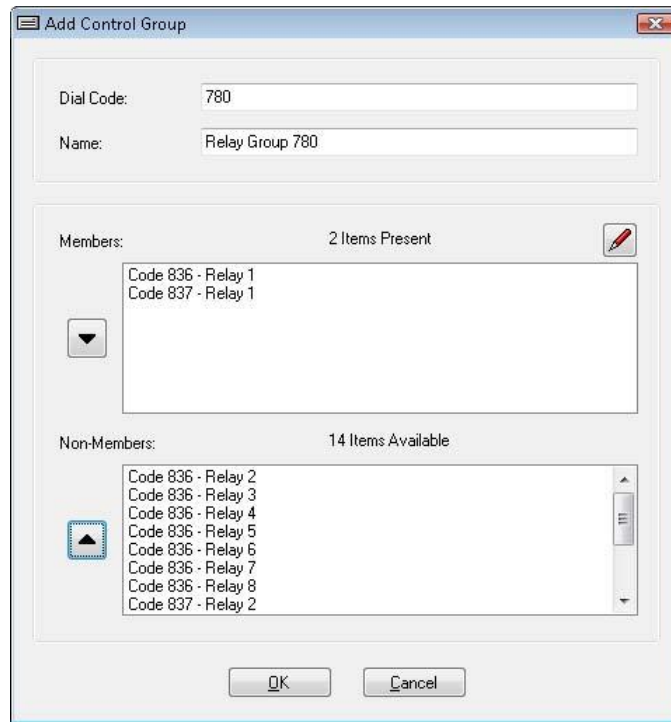 Add Control Group
Dial Code: 780
Name: Relay Group 780
Members: 2 Items Present
Code 836 - Relay 1
Code 837 - Relay 1
Non-Members: 14 Items Available
Code 836 - Relay 2
Code 836 - Relay 3
Code 836 - Relay 4
Code 836 - Relay 5
Code 836 - Relay 6
Code 836 - Relay 7
Code 836 - Relay 8
Code 837 - Relay 2
OK Cancel